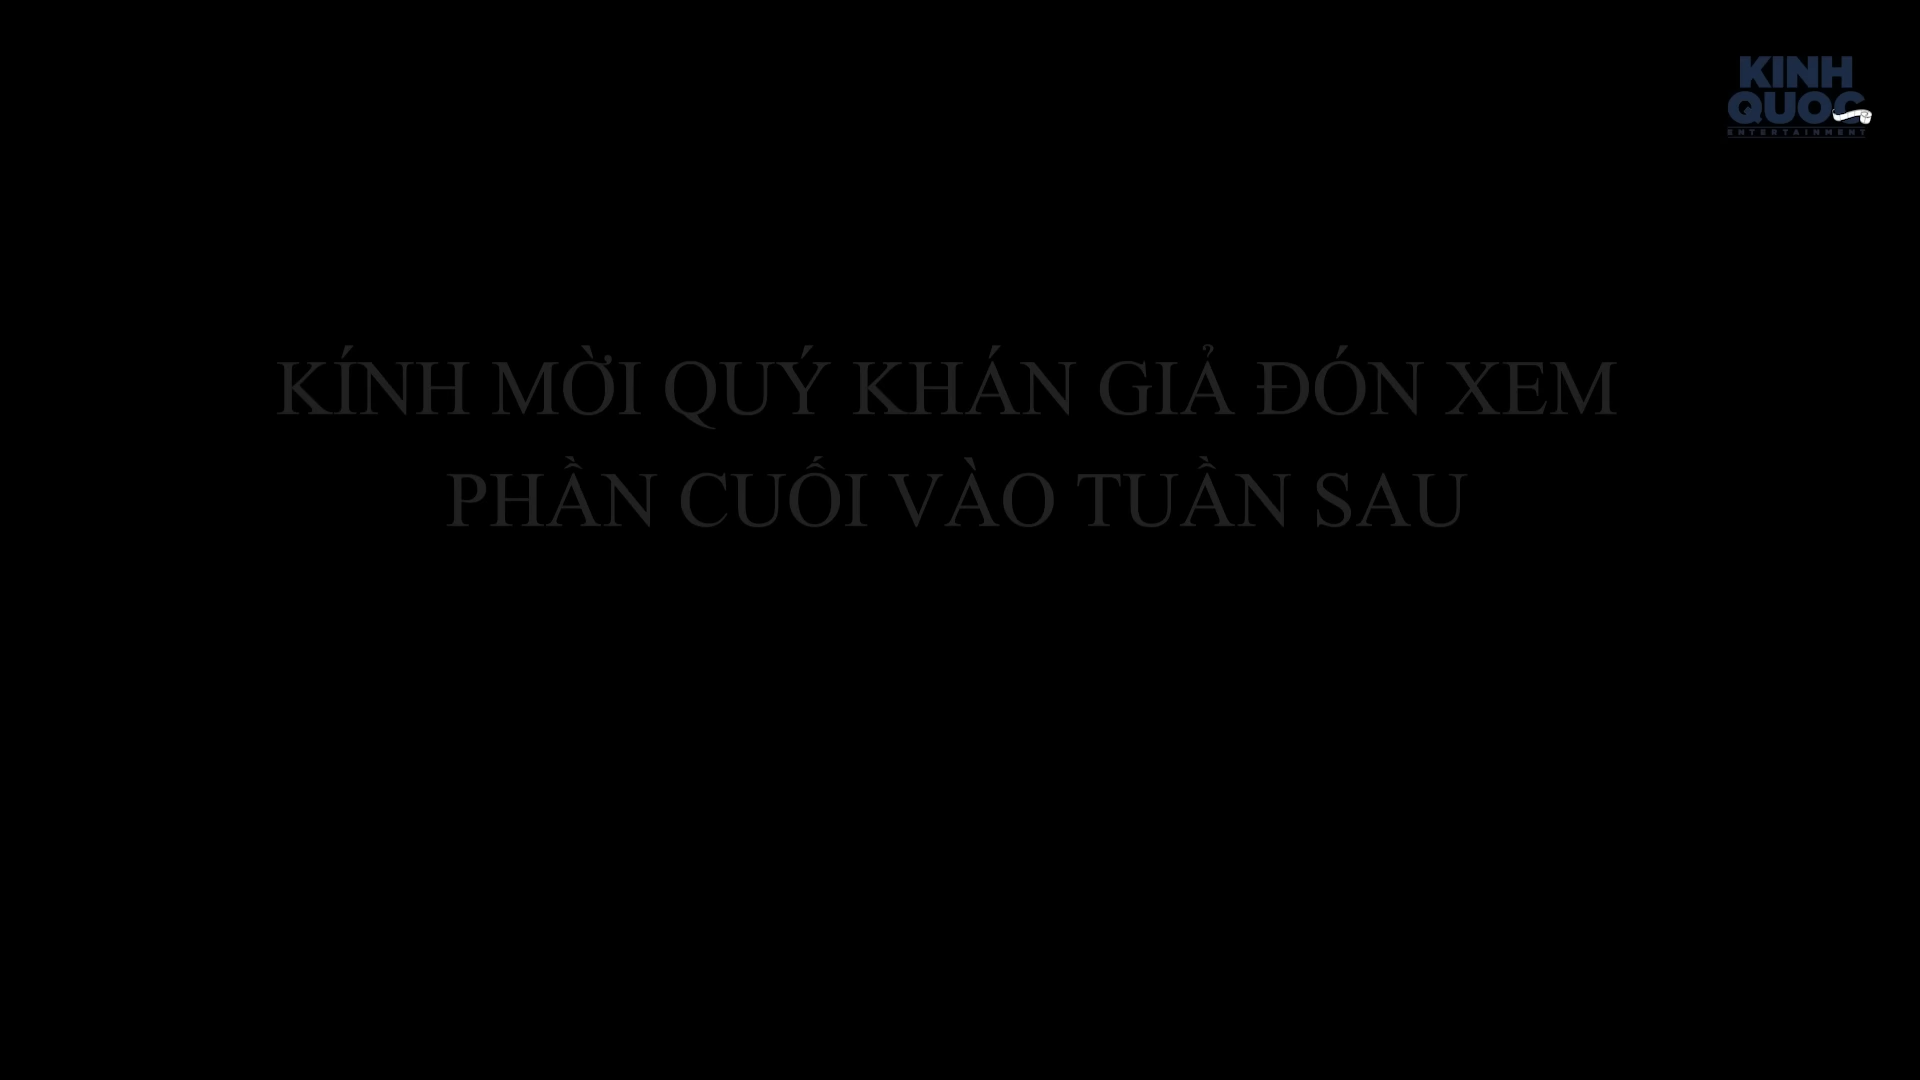 KINH
QUOC
ENTERTAINMENT
KÍNH MỜI QUÝ KHÁN GIẢ ĐÓN XEM
PHẦN CUỐI VÀO TUẦN SAU